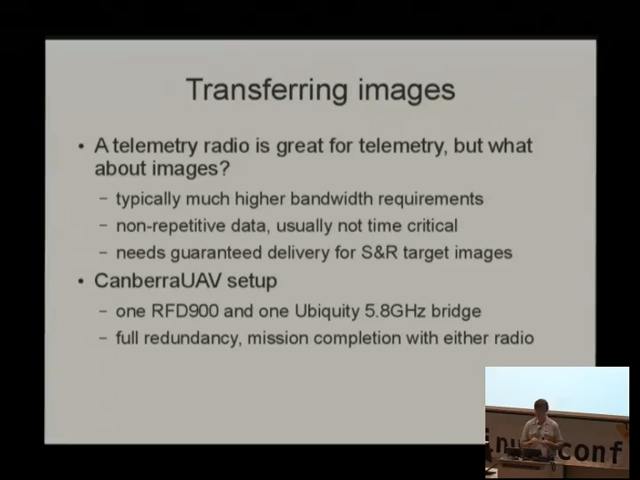 Transferring images
• A telemetry radio is great for telemetry, but what
about images?
– typically much higher bandwidth requirements
– non-repetitive data, usually not time critical
– needs guaranteed delivery for S&R target images
• CanberraUAV setup
– one RFD900 and one Ubiquity 5.8GHz bridge
– full redundancy, mission completion with either radio
conf